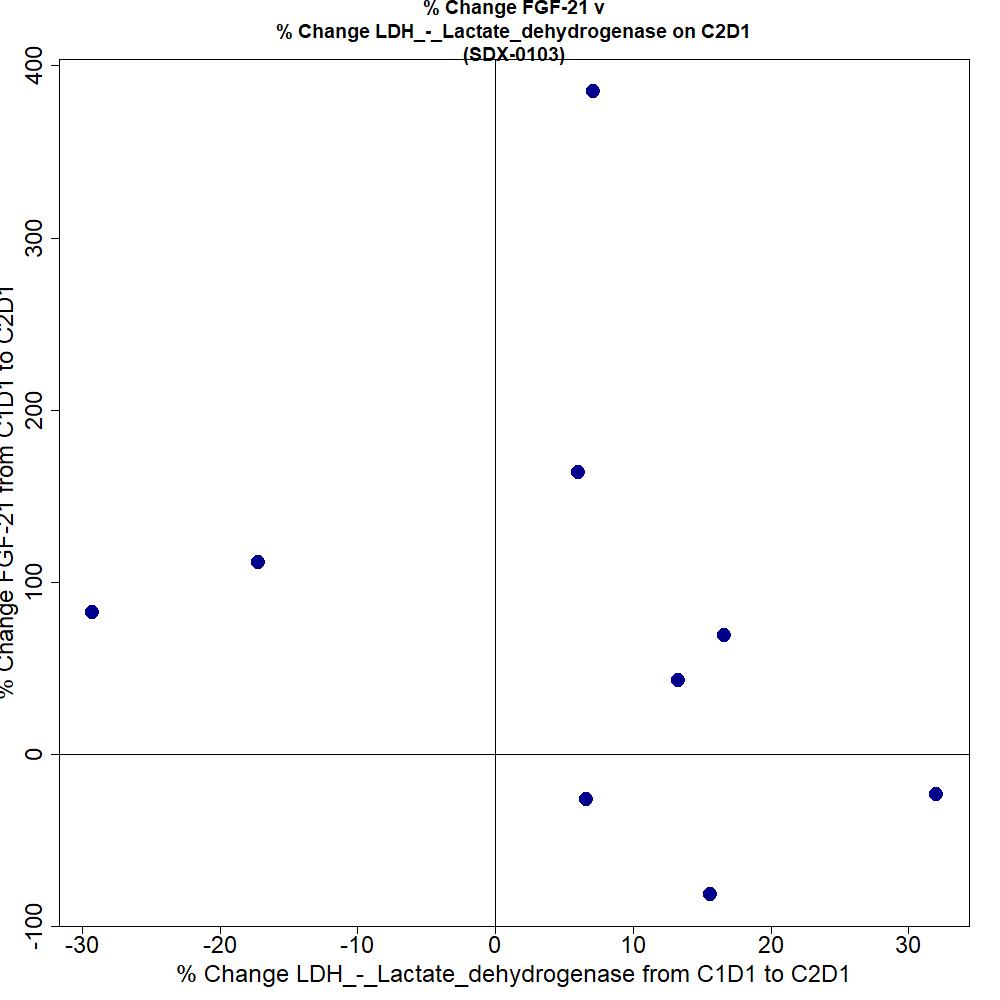 % Change FGF-21 v
% Change LDH_-_Lactate_dehydrogenase on C2D1
(SDX-0103)
% Change FGF-21 from C1D1 to C2D1
400
300
200
100
0
-100
-30
-20
-10
0
10
20
30
% Change LDH_-_Lactate_dehydrogenase from C1D1 to C2D1